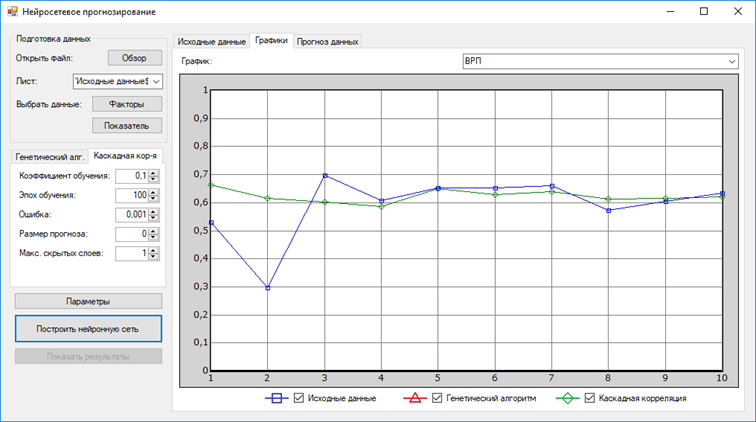 Нейросетевое прогнозирование
Подготовка данных
Открыть файл: Обзор
Лист: 'Исходные данные$
Выбрать данные: Факторы
Показатель
Генетический алг. Каскадная кор-я
Коэффициент обучения: 0,1
Эпох обучения: 100
Ошибка: 0,001
Размер прогноза: 0
Макс. скрытых слоев: 1
Параметры
Построить нейронную сеть
Показать результаты
Исходные данные Графики Прогноз данных
График: ВРП
1
0,9
0,8
0,7
0,6
0,5
0,4
0,3
0,2
0,1
0
1 2 3 4 5 6 7 8 9 10
Исходные данные Генетический алгоритм Каскадная корреляция